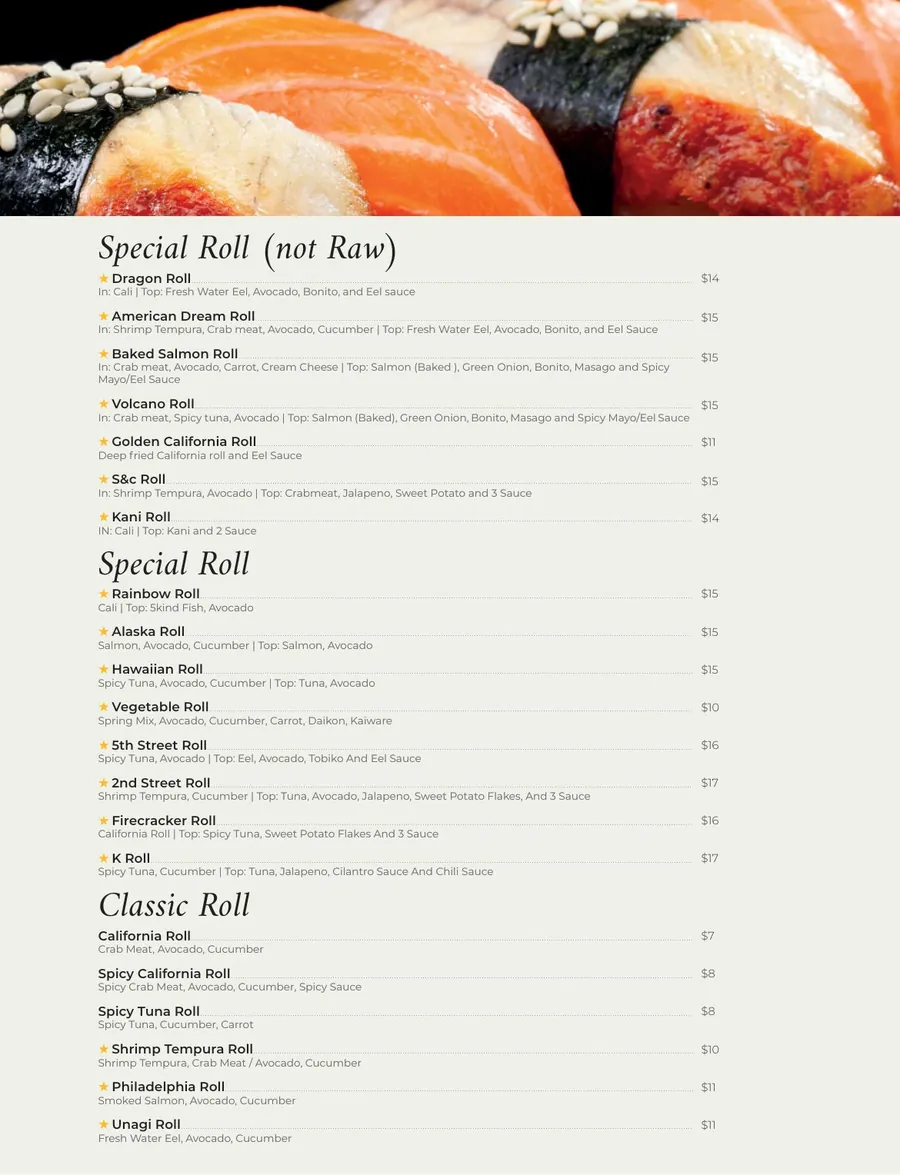 Special Roll (not Raw)
★ Dragon Roll $14
In: Cali | Top: Fresh Water Eel, Avocado, Bonito, and Eel sauce
★ American Dream Roll $15
In: Shrimp Tempura, Crab meat, Avocado, Cucumber | Top: Fresh Water Eel, Avocado, Bonito, and Eel Sauce
★ Baked Salmon Roll $15
In: Crab meat, Avocado, Carrot, Cream Cheese | Top: Salmon (Baked ), Green Onion, Bonito, Masago and Spicy
Mayo/Eel Sauce
★ Volcano Roll $15
In: Crab meat, Spicy tuna, Avocado | Top: Salmon (Baked), Green Onion, Bonito, Masago and Spicy Mayo/Eel Sauce
★ Golden California Roll $11
Deep fried California roll and Eel Sauce
★ S&c Roll $15
In: Shrimp Tempura, Avocado | Top: Crabmeat, Jalapeno, Sweet Potato and 3 Sauce
★ Kani Roll $14
IN: Cali | Top: Kani and 2 Sauce
Special Roll
★ Rainbow Roll $15
Cali | Top: 5kind Fish, Avocado
★ Alaska Roll $15
Salmon, Avocado, Cucumber | Top: Salmon, Avocado
★ Hawaiian Roll $15
Spicy Tuna, Avocado, Cucumber | Top: Tuna, Avocado
★ Vegetable Roll $10
Spring Mix, Avocado, Cucumber, Carrot, Daikon, Kaiware
★ 5th Street Roll $16
Spicy Tuna, Avocado | Top: Eel, Avocado, Tobiko And Eel Sauce
★ 2nd Street Roll $17
Shrimp Tempura, Cucumber | Top: Tuna, Avocado, Jalapeno, Sweet Potato Flakes, And 3 Sauce
★ Firecracker Roll $16
California Roll | Top: Spicy Tuna, Sweet Potato Flakes And 3 Sauce
★ K Roll $17
Spicy Tuna, Cucumber | Top: Tuna, Jalapeno, Cilantro Sauce And Chili Sauce
Classic Roll
California Roll $7
Crab Meat, Avocado, Cucumber
Spicy California Roll $8
Spicy Crab Meat, Avocado, Cucumber, Spicy Sauce
Spicy Tuna Roll $8
Spicy Tuna, Cucumber, Carrot
★ Shrimp Tempura Roll $10
Shrimp Tempura, Crab Meat / Avocado, Cucumber
★ Philadelphia Roll $11
Smoked Salmon, Avocado, Cucumber
★ Unagi Roll $11
Fresh Water Eel, Avocado, Cucumber